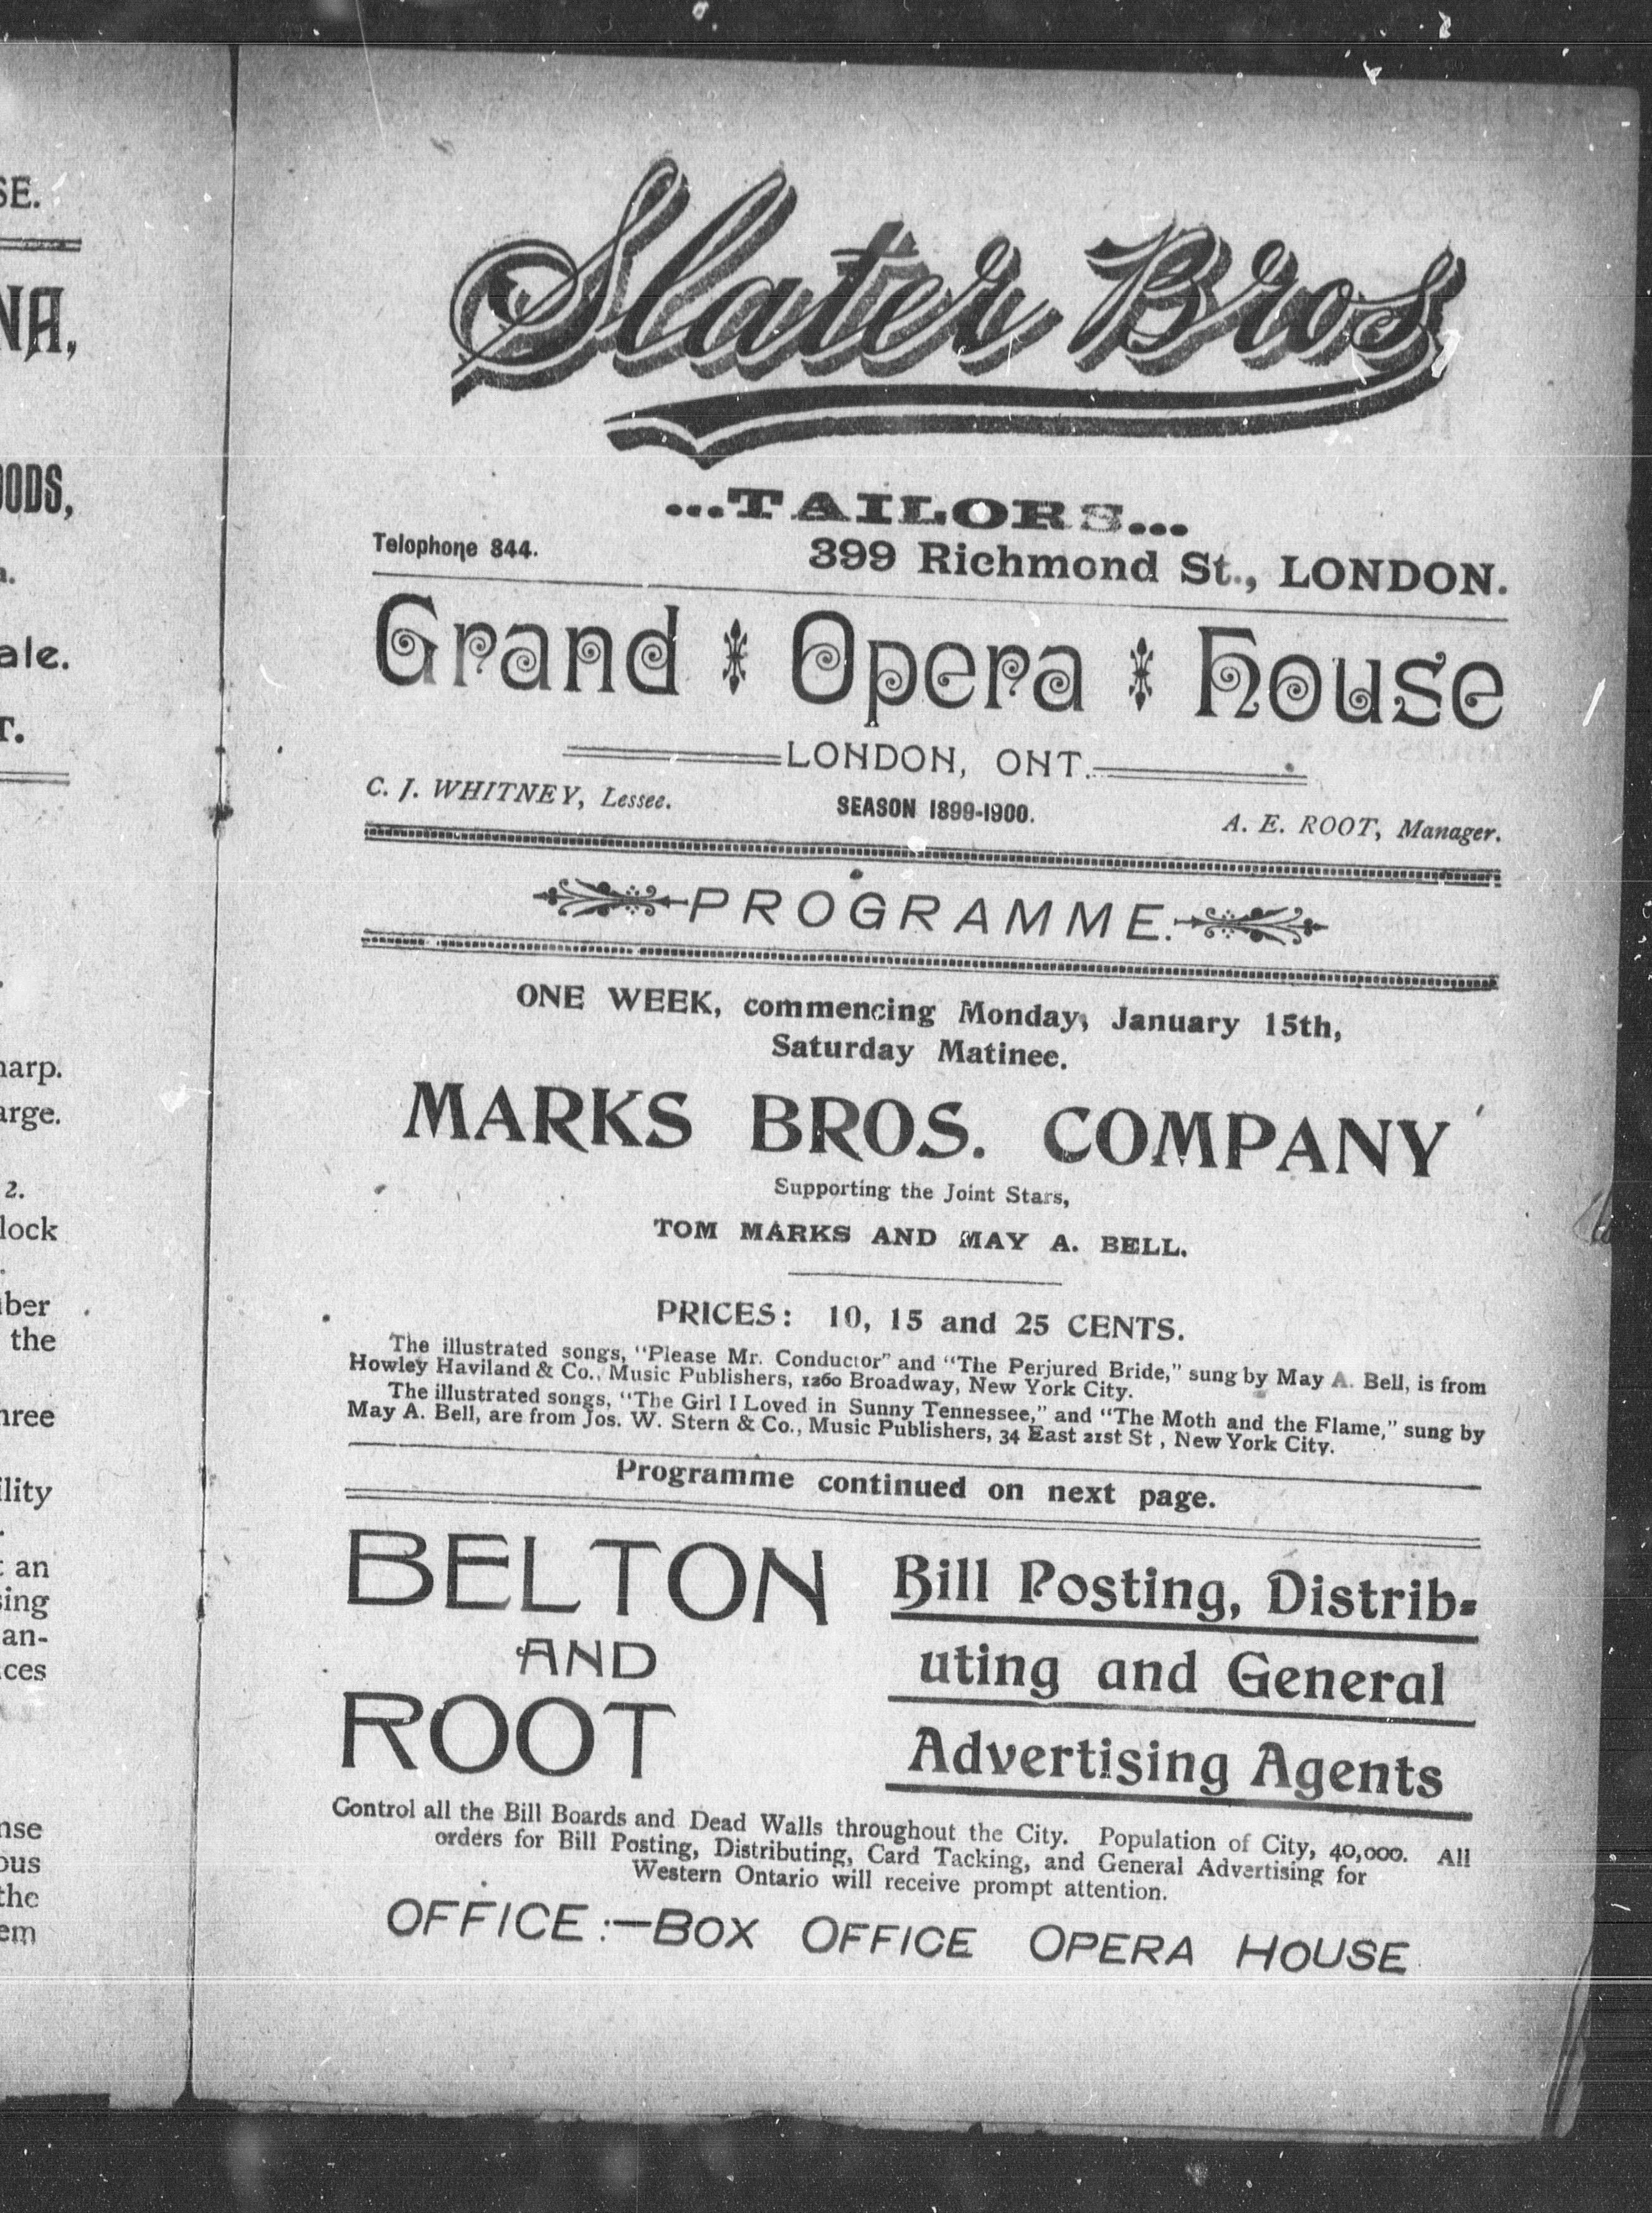 SE.
NA,
OODS,
ale.
T.
harp.
arge.
2.
lock
ber
the
hree
ility
an
sing
an-
ces
nse
ous
the
em
Slater Bros.
...TAILORS...
Telephone 844.
399 Richmond St., LONDON.
Grand Opera House
LONDON, ONT.
C. J. WHITNEY, Lessee.
SEASON 1899-1900.
A. E. ROOT, Manager.
PROGRAMME.
ONE WEEK, commencing Monday, January 15th,
Saturday Matinee.
MARKS BROS. COMPANY
Supporting the Joint Stars,
TOM MARKS AND MAY A. BELL.
PRICES: 10, 15 and 25 CENTS.
The illustrated songs, "Please Mr. Conductor" and "The Perjured Bride," sung by May A. Bell, is from
Howley Haviland & Co., Music Publishers, 1260 Broadway, New York City.
The illustrated songs, "The Girl I Loved in Sunny Tennessee," and "The Moth and the Flame," sung by
May A. Bell, are from Jos. W. Stern & Co., Music Publishers, 34 East 21st St, New York City.
Programme continued on next page.
BELTON
AND
ROOT
Bill Posting, Distrib-
uting and General
Advertising Agents
Control all the Bill Boards and Dead Walls throughout the City. Population of City, 40,000. All
orders for Bill Posting, Distributing, Card Tacking, and General Advertising for
Western Ontario will receive prompt attention.
OFFICE:—BOX OFFICE OPERA HOUSE